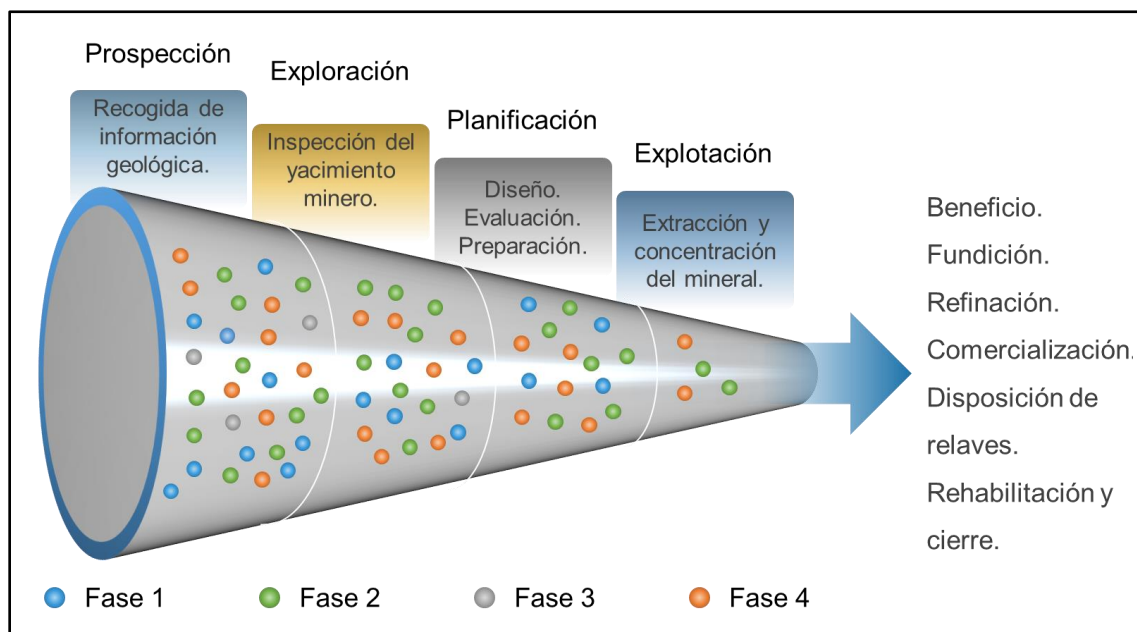 Prospección
Recogida de
información
geológica.
Exploración
Inspección del
yacimiento
minero.
Planificación
Diseño.
Evaluación.
Preparación.
Explotación
Extracción y
concentración
del mineral.
Beneficio.
Fundición.
Refinación.
Comercialización.
Disposición de
relaves.
Rehabilitación y
cierre.
Fase 1
Fase 2
Fase 3
Fase 4